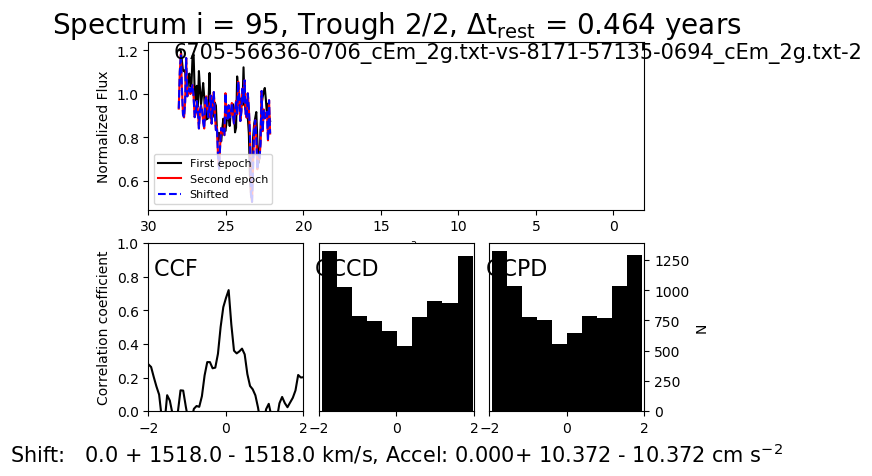 Spectrum i = 95, Trough 2/2, Δt_rest = 0.464 years
6705-56636-0706_cEm_2g.txt-vs-8171-57135-0694_cEm_2g.txt-2
Normalized Flux
1.2
1.0
0.8
0.6
First epoch
Second epoch
Shifted
30 25 20 15 10 5 0
Correlation coefficient
1.0
0.8
0.6
0.4
0.2
0.0
CCF
−2 0 2
CCCD
−2 0 2
CCPD
−2 0 2
1250
1000
750
500
250
0
N
Shift: 0.0 + 1518.0 - 1518.0 km/s, Accel: 0.000+ 10.372 - 10.372 cm s⁻²